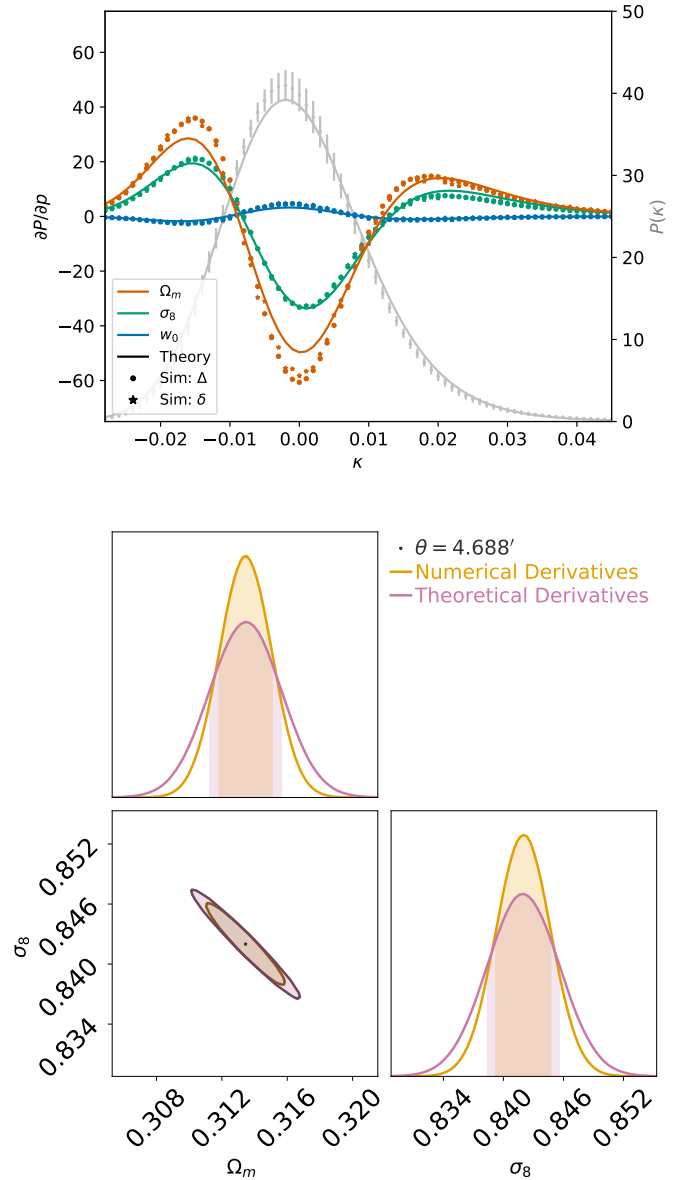 60
40
20
0
−20
−40
−60
∂P/∂p
50
40
30
20
10
0
P(κ)
Ω_m
σ_8
w_0
Theory
Sim: Δ
Sim: δ
−0.02 −0.01 0.00 0.01 0.02 0.03 0.04
κ
θ = 4.688′
Numerical Derivatives
Theoretical Derivatives
0.852
0.846
0.840
0.834
σ_8
0.308 0.312 0.316 0.320
Ω_m
0.834 0.840 0.846 0.852
σ_8